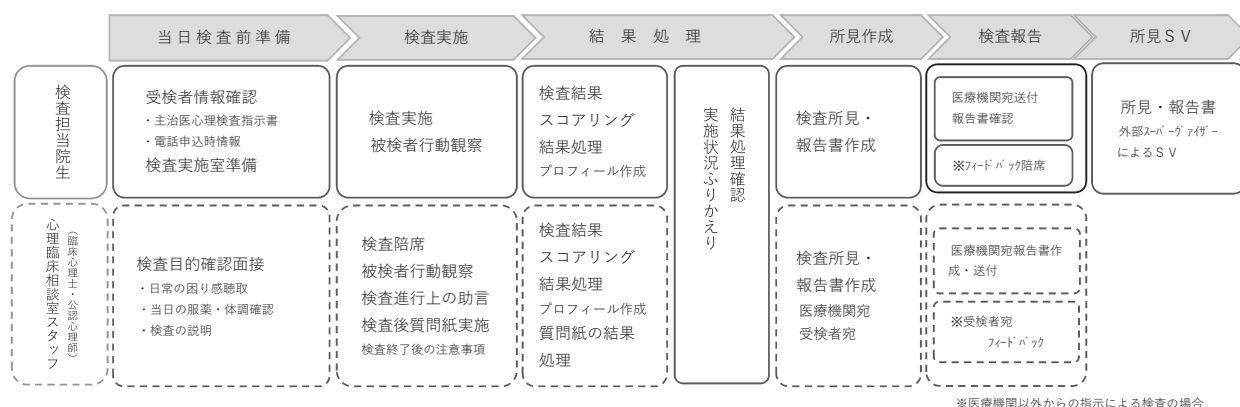 当日検査前準備
検査実施
結果処理
所見作成
検査報告
所見ＳＶ
検査担当院生
受検者情報確認
・主治医心理検査指示書
・電話申込時情報
検査実施室準備
検査実施
被検者行動観察
検査結果
スコアリング
結果処理
プロフィール作成
結果処理確認
実施状況ふりかえり
検査所見・
報告書作成
医療機関宛送付
報告書確認
※ﾌｨｰﾄﾞﾊﾞｯｸ陪席
所見・報告書
外部ｽｰﾊﾟｰｳﾞｧｲｻﾞｰ
によるＳＶ
（臨床心理士・公認心理師）
心理臨床相談室スタッフ
検査目的確認面接
・日常の困り感聴取
・当日の服薬・体調確認
・検査の説明
検査陪席
被検者行動観察
検査進行上の助言
検査後質問紙実施
検査終了後の注意事項
検査結果
スコアリング
結果処理
プロフィール作成
質問紙の結果
処理
検査所見・
報告書作成
医療機関宛
受検者宛
医療機関宛報告書作
成・送付
※受検者宛
ﾌｨｰﾄﾞﾊﾞｯｸ
※医療機関以外からの指示による検査の場合